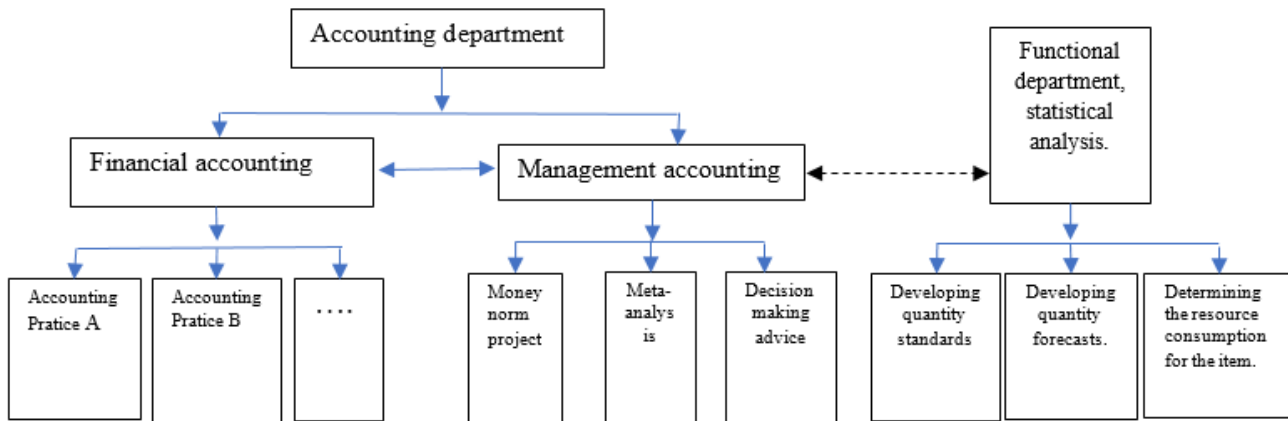 Accounting department
Functional
department,
statistical
analysis.
Financial accounting
Management accounting
Accounting
Pratice A
Accounting
Pratice B
....
Money
norm
project
Meta-
analys
is
Decision
making
advice
Developing
quantity
standards
Developing
quantity
forecasts.
Determining
the resource
consumption
for the item.